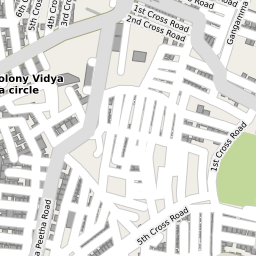 1st Cross Road
2nd Cross Road
3rd C
4th Cross
5th Cross
Gangamma
olony Vidya
a circle
1st Cross Road
a Peetha Road
5th Cross Road